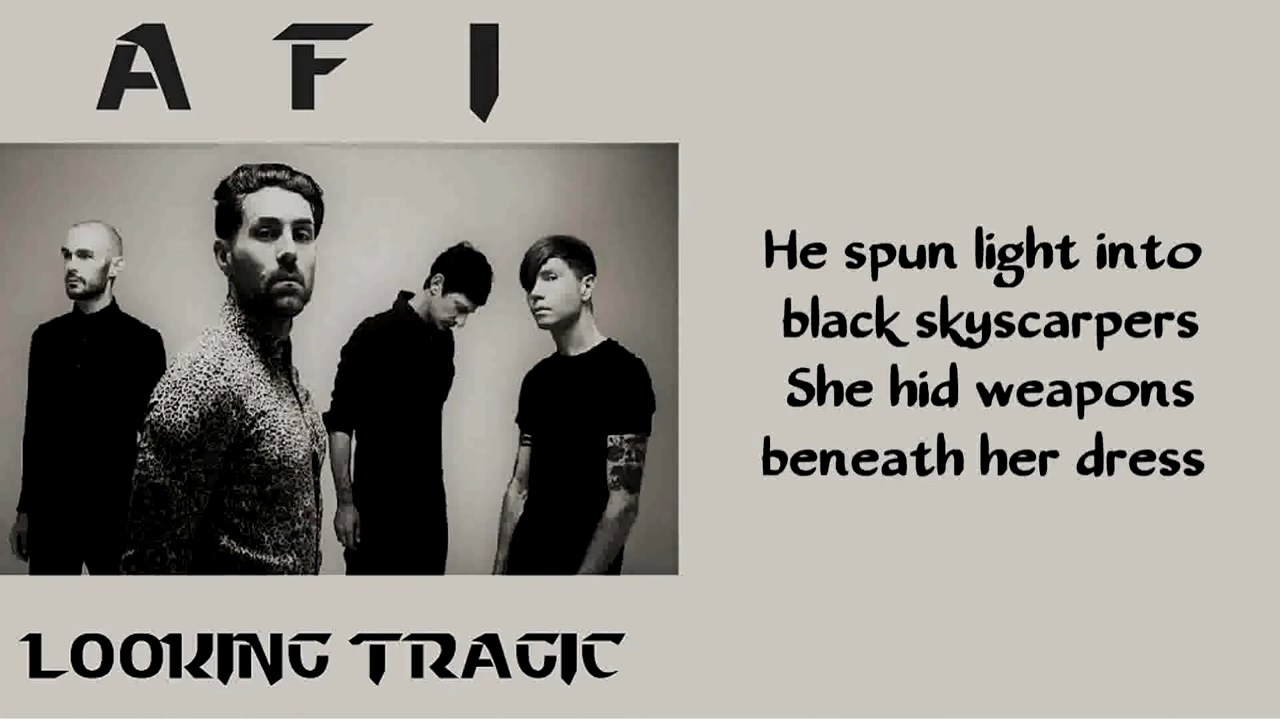 A F I
He spun light into
black skyscarpers
She hid weapons
beneath her dress
LOOKING TRAGIC